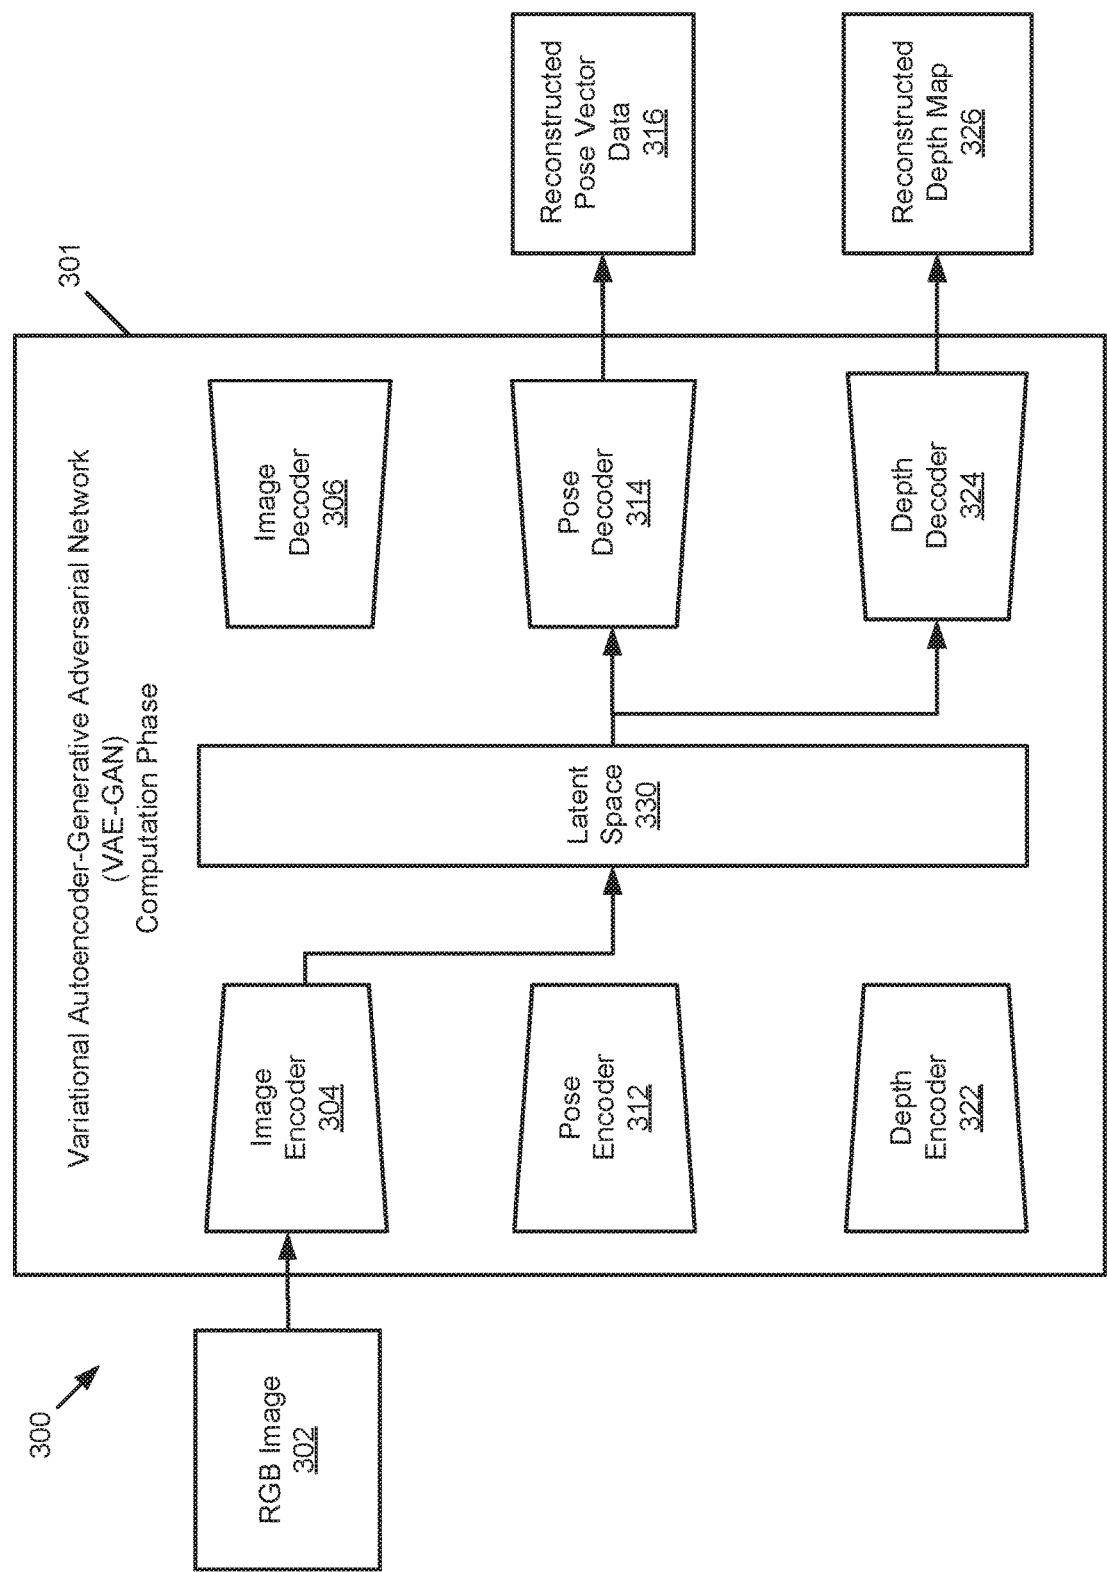 300
301
Variational Autoencoder-Generative Adversarial Network
(VAE-GAN)
Computation Phase
RGB Image
302
Image
Encoder
304
Image
Decoder
306
Pose
Encoder
312
Latent
Space
330
Pose
Decoder
314
Reconstructed
Pose Vector
Data
316
Depth
Encoder
322
Depth
Decoder
324
Reconstructed
Depth Map
326